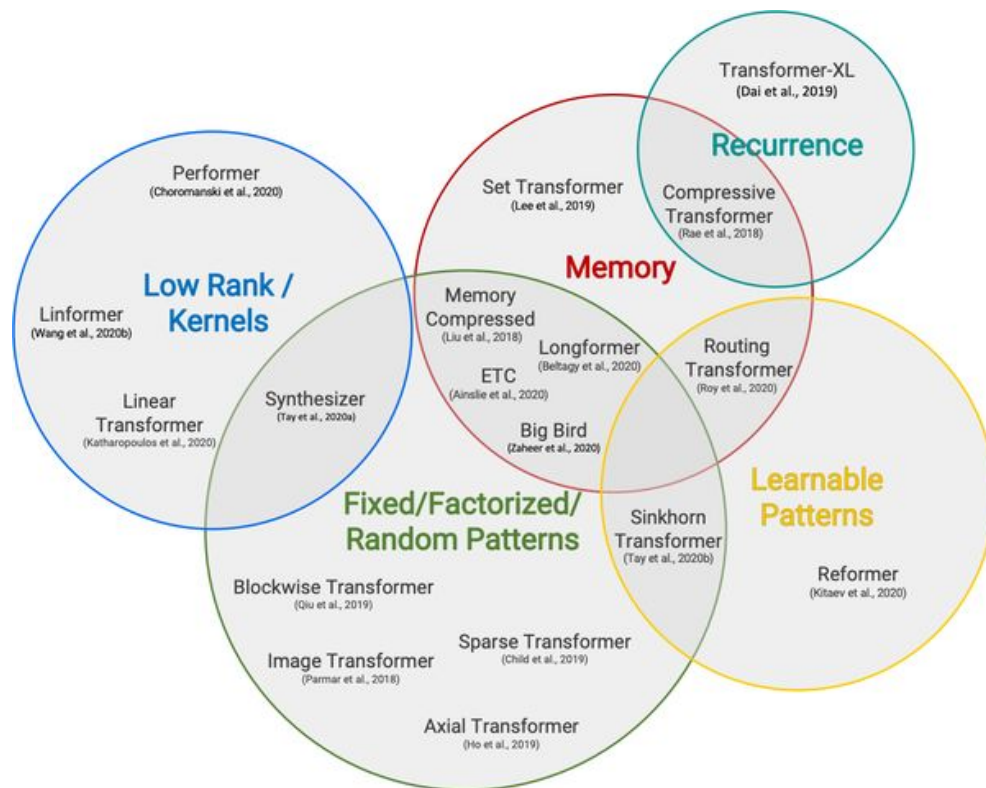 Transformer-XL
(Dai et al., 2019)
Recurrence
Performer
(Choromanski et al., 2020)
Set Transformer
(Lee et al., 2019)
Compressive
Transformer
(Rae et al., 2018)
Memory
Low Rank /
Kernels
Memory
Compressed
(Liu et al., 2018)
Linformer
(Wang et al., 2020b)
Longformer
(Beltagy et al., 2020)
Routing
Transformer
(Roy et al., 2020)
ETC
(Ainslie et al., 2020)
Linear
Transformer
(Katharopoulos et al., 2020)
Synthesizer
(Tay et al., 2020a)
Big Bird
(Zaheer et al., 2020)
Learnable
Patterns
Fixed/Factorized/
Random Patterns
Sinkhorn
Transformer
(Tay et al., 2020b)
Reformer
(Kitaev et al., 2020)
Blockwise Transformer
(Qiu et al., 2019)
Sparse Transformer
(Child et al., 2019)
Image Transformer
(Parmar et al., 2018)
Axial Transformer
(Ho et al., 2019)